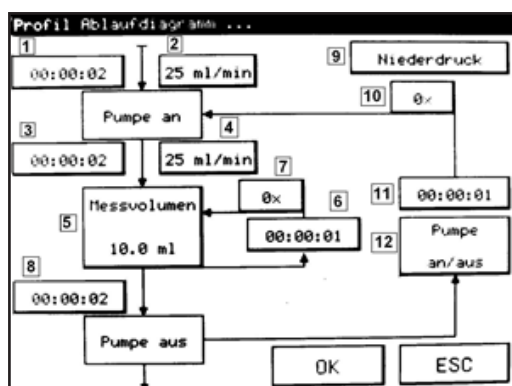 Profil Ablaufdiagramm ...
1
2
00:00:02
25 ml/min
9
Niederdruck
10
0x
Pumpe an
3
4
00:00:02
25 ml/min
7
0x
6
11
00:00:01
5
Messvolumen
10.0 ml
00:00:01
12
Pumpe
an/aus
8
00:00:02
Pumpe aus
OK
ESC